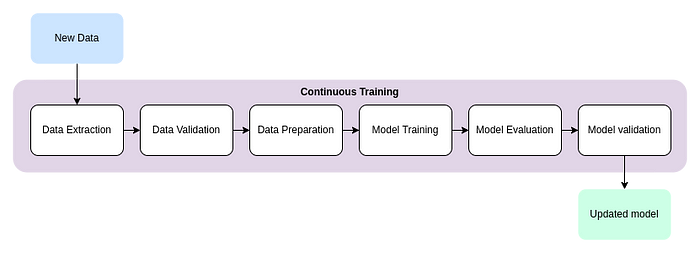 New Data
Continuous Training
Data Extraction
Data Validation
Data Preparation
Model Training
Model Evaluation
Model validation
Updated model